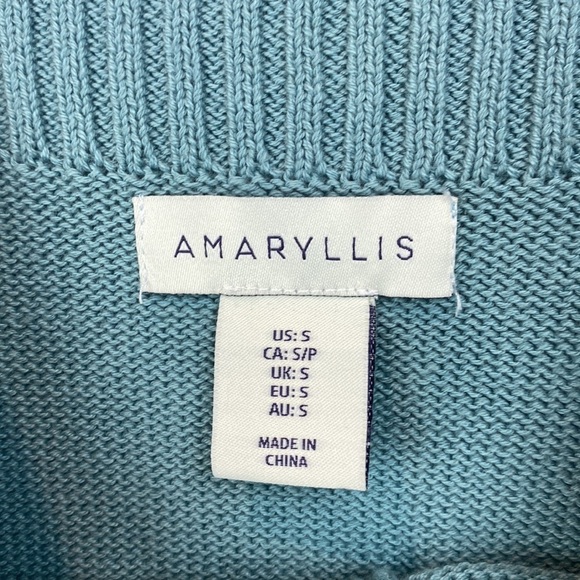 AMARYLLIS
US: S
CA: S/P
UK: S
EU: S
AU: S
MADE IN
CHINA